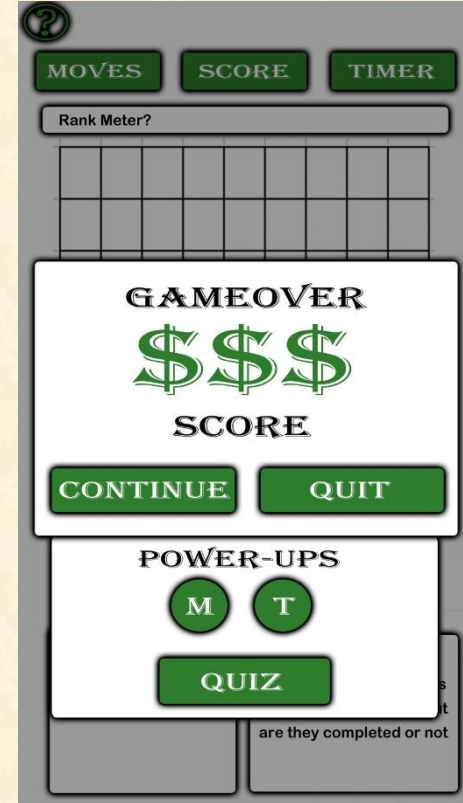 ?
MOVES SCORE TIMER
Rank Meter?
GAMEOVER
$$$
SCORE
CONTINUE QUIT
POWER-UPS
M T
QUIZ
are they completed or not